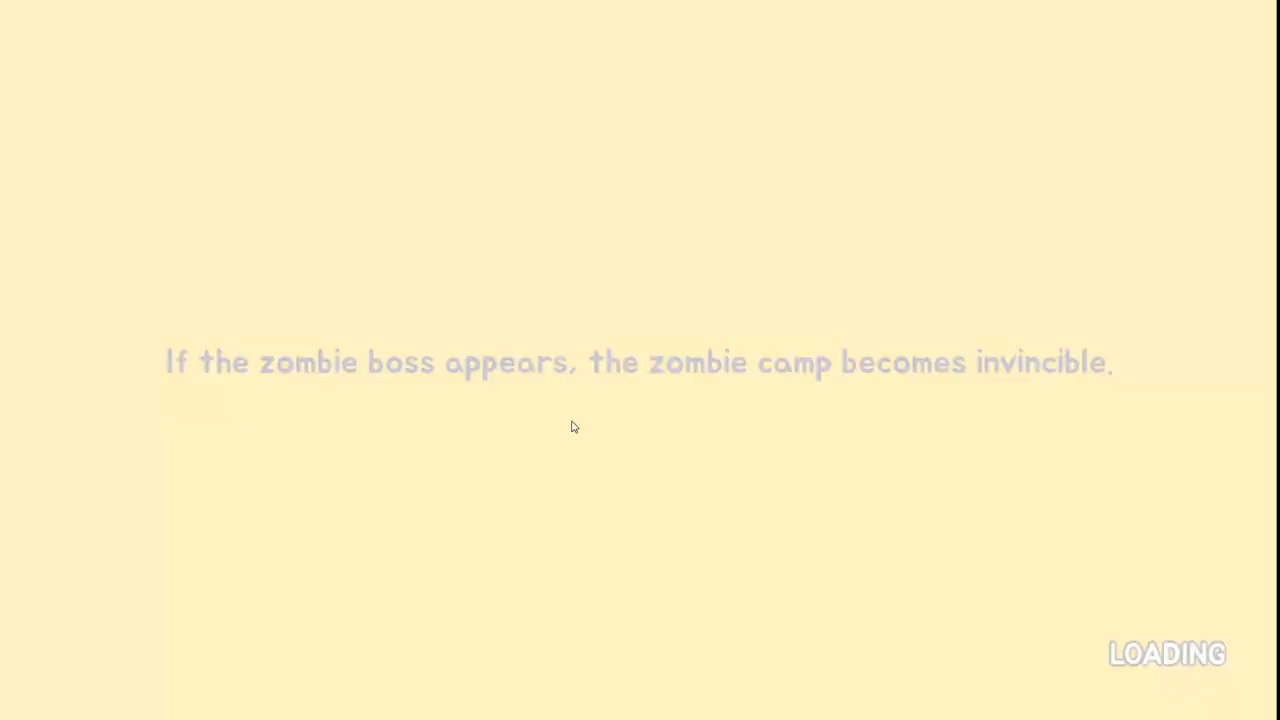 If the zombie boss appears, the zombie camp becomes invincible.
LOADING